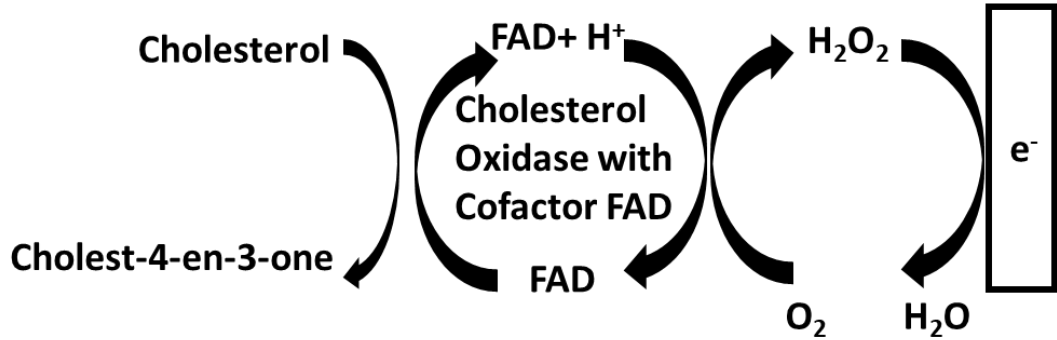 Cholesterol
FAD+ H⁺
H₂O₂
Cholesterol
Oxidase with
Cofactor FAD
e⁻
Cholest-4-en-3-one
FAD
O₂
H₂O